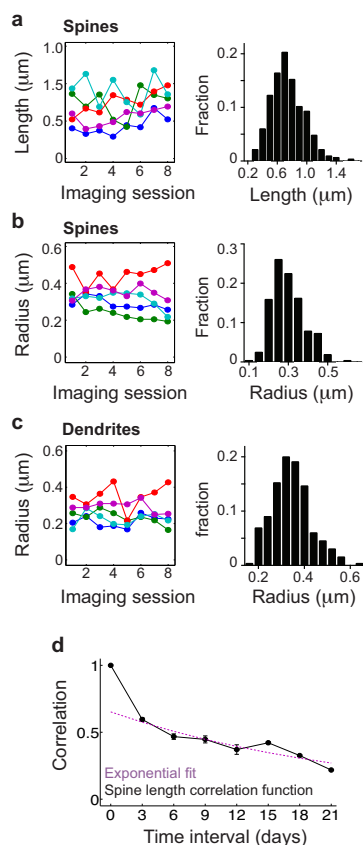 a
Spines
Length (μm)
1.0
1.5
0.5
0
2 4 6 8
Imaging session
Fraction
0.2
0.1
0
0.2 0.6 1.0 1.4
Length (μm)
b
Spines
Radius (μm)
0.6
0.4
0.2
0
2 4 6 8
Imaging session
Fraction
0.3
0.2
0.1
0
0.1 0.3 0.5
Radius (μm)
c
Dendrites
Radius (μm)
0.6
0.4
0.2
0
2 4 6 8
Imaging session
fraction
0.2
0.1
0
0.2 0.4 0.6
Radius (μm)
d
Correlation
1
0.5
0
Exponential fit
Spine length correlation function
0 3 6 9 12 15 18 21
Time interval (days)